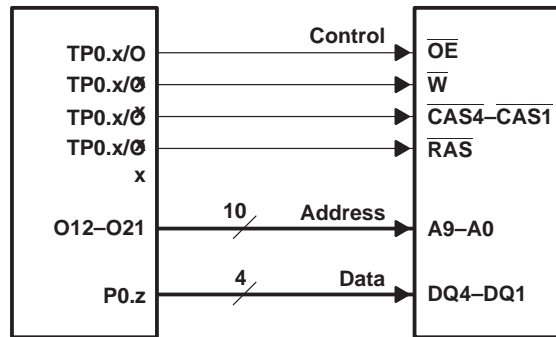 Control
TP0.x/O
x
OE
TP0.x/O
x
W
TP0.x/O
x
CAS4–CAS1
TP0.x/O
x
RAS
O12–O21
10
Address
A9–A0
P0.z
4
Data
DQ4–DQ1